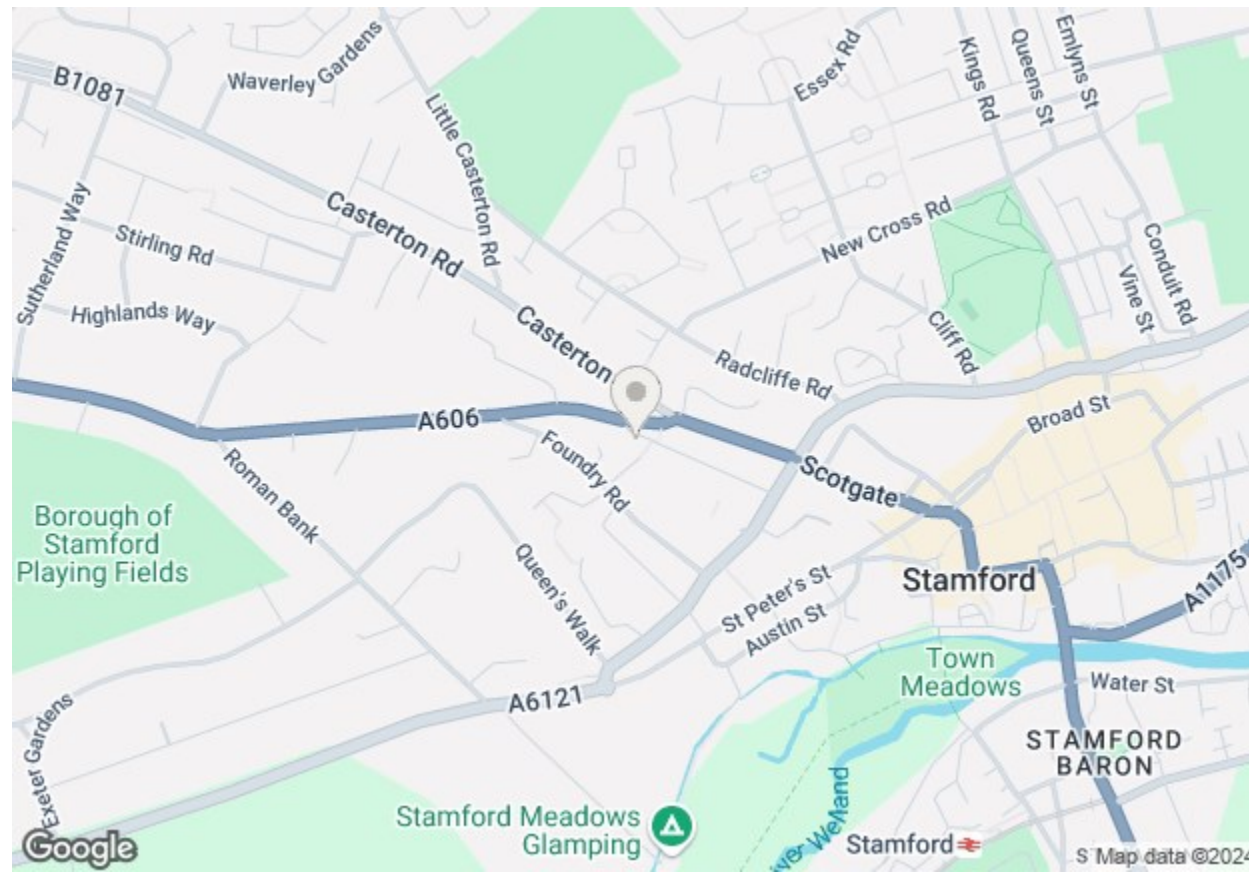 Waverley Gardens
B1081
Little Casterton Rd
Essex Rd
Kings Rd
Queens St
Emlyns St
Sutherland Way
Stirling Rd
Casterton Rd
New Cross Rd
Conduit Rd
Vine St
Highlands Way
Casterton
Cliff Rd
Radcliffe Rd
Broad St
A606
Foundry Rd
Scotgate
Roman Bank
Borough of
Stamford
Playing Fields
Queen's Walk
Stamford
A1175
St Peter's St
Austin St
Town
Meadows
Water St
A6121
Exeter Gardens
STAMFORD
BARON
Stamford Meadows
Glamping
Welland
Stamford
Google
Map data ©2024